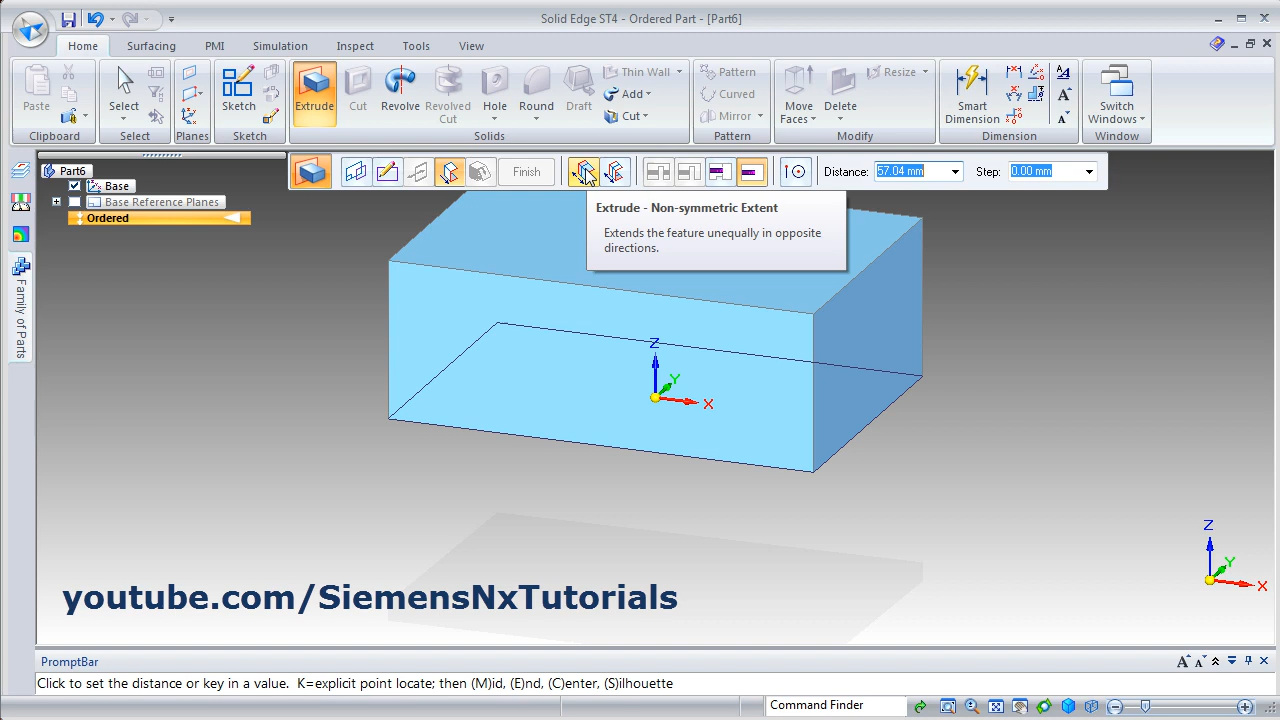 Solid Edge ST4 - Ordered Part - [Part6]
Home Surfacing PMI Simulation Inspect Tools View
Paste
Clipboard
Select
Select
Planes
Sketch
Sketch
Extrude Cut Revolve Revolved Cut Hole Round Draft
Thin Wall
Add
Cut
Solids
Pattern
Curved
Mirror
Pattern
Move Faces Delete Resize
Modify
Smart Dimension
Dimension
Switch Windows
Window
Part6
Base
Base Reference Planes
Ordered
Finish
Distance: 57.04 mm Step: 0.00 mm
Extrude - Non-symmetric Extent
Extends the feature unequally in opposite
directions.
Family of Parts
Z
Y
X
Z
Y
X
youtube.com/SiemensNxTutorials
PromptBar
Click to set the distance or key in a value. K=explicit point locate; then (M)id, (E)nd, (C)enter, (S)ilhouette
Command Finder